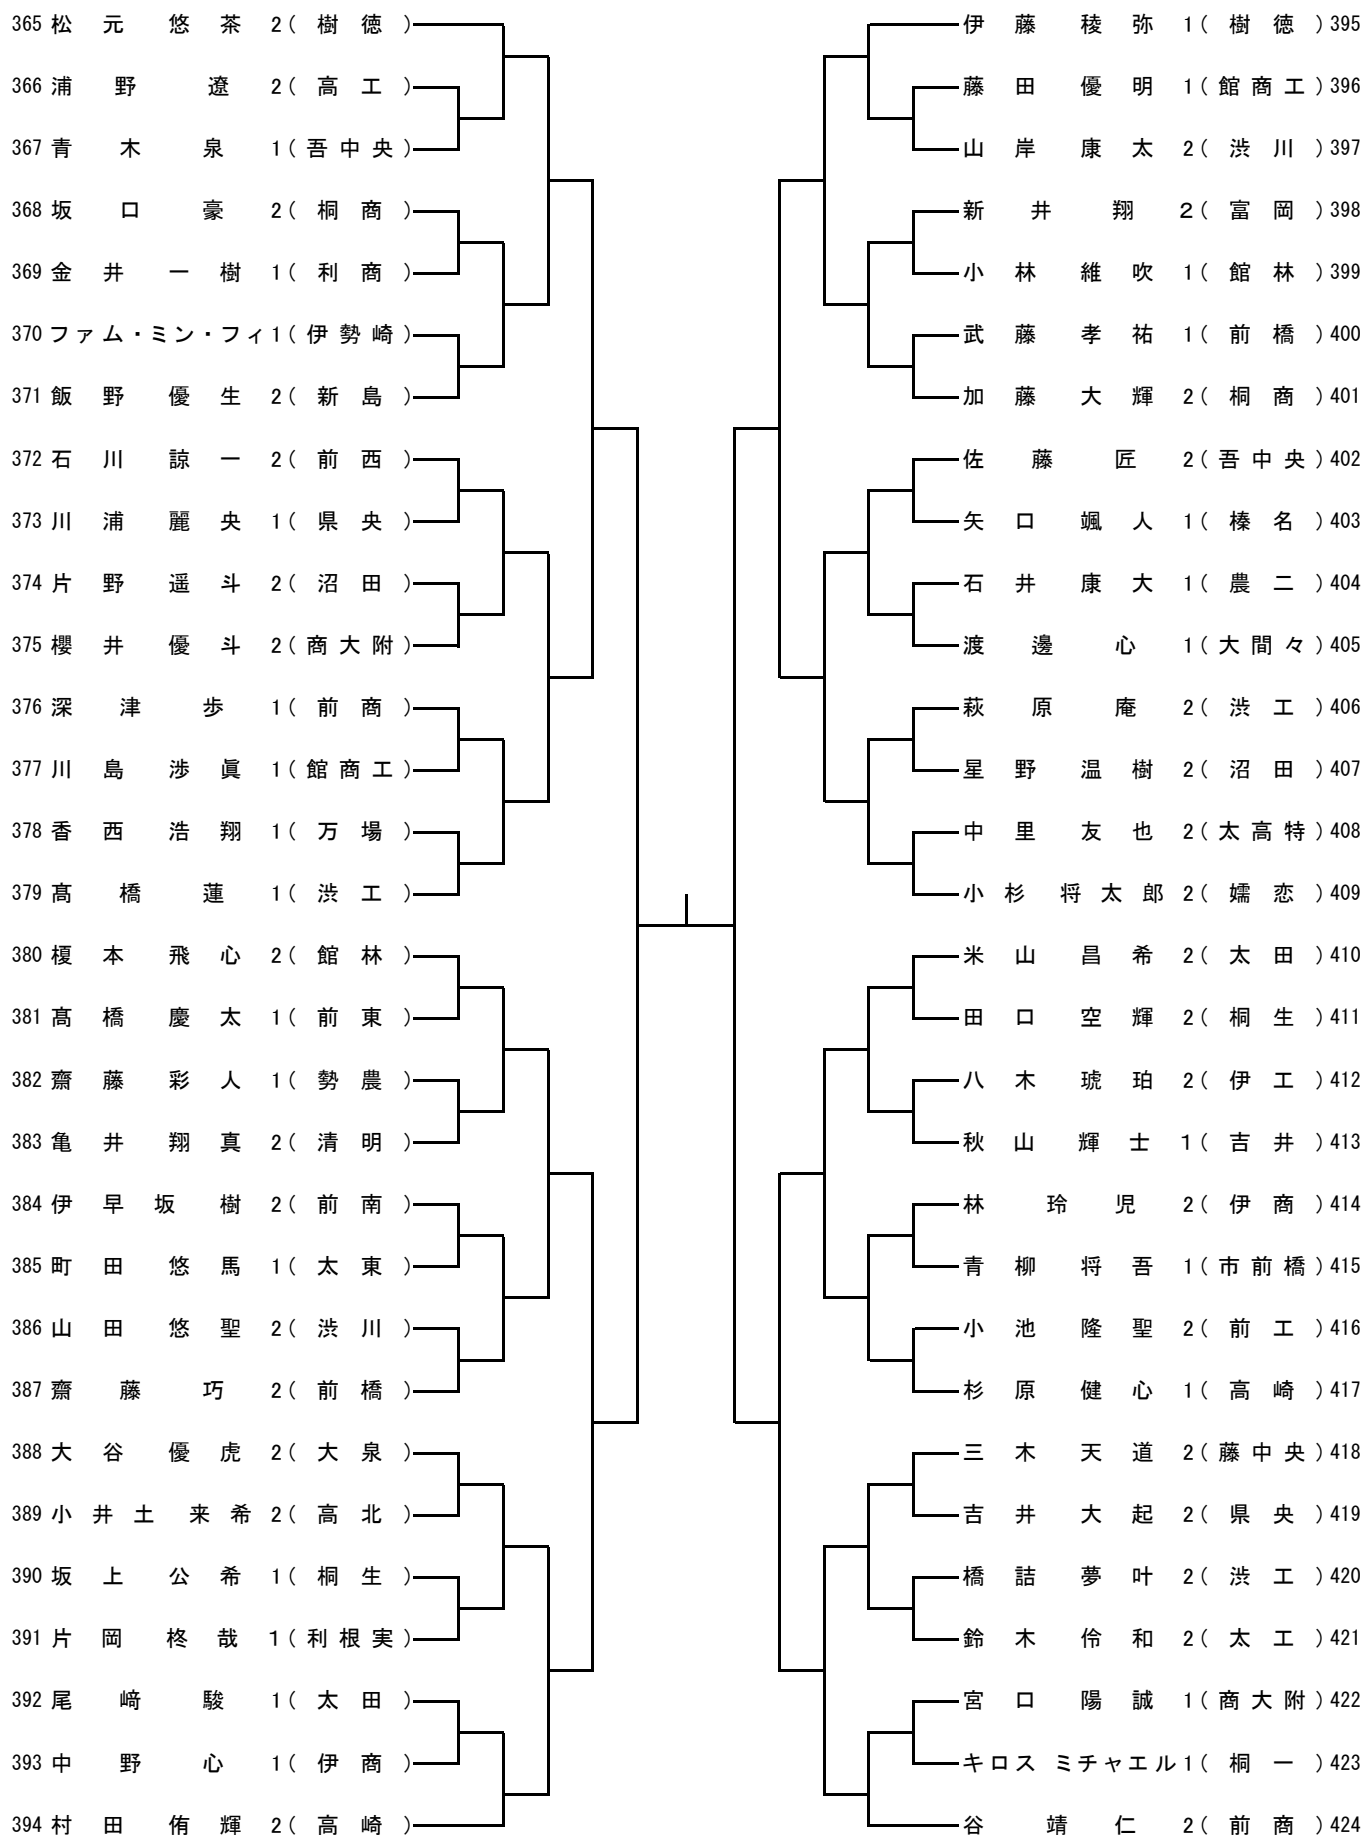 365 松元 悠茶 2(樹徳)
366 浦野 遼 2(高工)
367 青木 泉 1(吾中央)
368 坂口 豪 2(桐商)
369 金井 一樹 1(利商)
370 ファム・ミン・フィ 1(伊勢崎)
371 飯野 優生 2(新島)
372 石川 諒一 2(前西)
373 川浦 麗央 1(県央)
374 片野 遥斗 2(沼田)
375 櫻井 優斗 2(商大附)
376 深津 歩 1(前商)
377 川島 渉眞 1(館商工)
378 香西 浩翔 1(万場)
379 髙橋 蓮 1(渋工)
380 榎本 飛心 2(館林)
381 髙橋 慶太 1(前東)
382 齋藤 彩人 1(勢農)
383 亀井 翔真 2(清明)
384 伊早坂 樹 2(前南)
385 町田 悠馬 1(太東)
386 山田 悠聖 2(渋川)
387 齋藤 巧 2(前橋)
388 大谷 優虎 2(大泉)
389 小井土 来希 2(高北)
390 坂上 公希 1(桐生)
391 片岡 柊哉 1(利根実)
392 尾﨑 駿 1(太田)
393 中野 心 1(伊商)
394 村田 侑輝 2(高崎)
伊藤 稜弥 1(樹徳)395
藤田 優明 1(館商工)396
山岸 康太 2(渋川)397
新井 翔 2(富岡)398
小林 維吹 1(館林)399
武藤 孝祐 1(前橋)400
加藤 大輝 2(桐商)401
佐藤 匠 2(吾中央)402
矢口 颯人 1(榛名)403
石井 康大 1(農二)404
渡邊 心 1(大間々)405
萩原 庵 2(渋工)406
星野 温樹 2(沼田)407
中里 友也 2(太高特)408
小杉 将太郎 2(嬬恋)409
米山 昌希 2(太田)410
田口 空輝 2(桐生)411
八木 琥珀 2(伊工)412
秋山 輝士 1(吉井)413
林 玲児 2(伊商)414
青柳 将吾 1(市前橋)415
小池 隆聖 2(前工)416
杉原 健心 1(高崎)417
三木 天道 2(藤中央)418
吉井 大起 2(県央)419
橋詰 夢叶 2(渋工)420
鈴木 伶和 2(太工)421
宮口 陽誠 1(商大附)422
キロス ミチャエル 1(桐一)423
谷 靖仁 2(前商)424